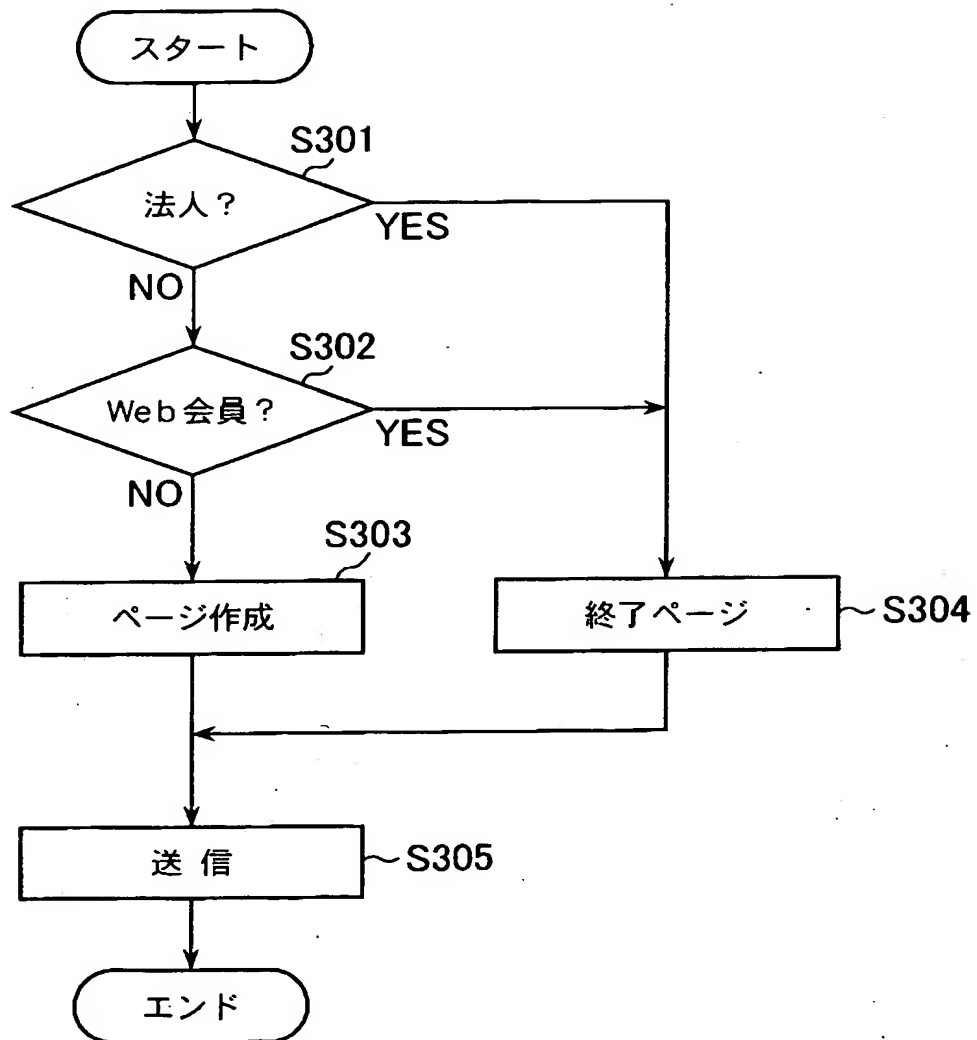 スタート
S301
法人?
YES
NO
S302
Web会員?
YES
NO
S303
ページ作成
終了ページ
S304
送信
S305
エンド